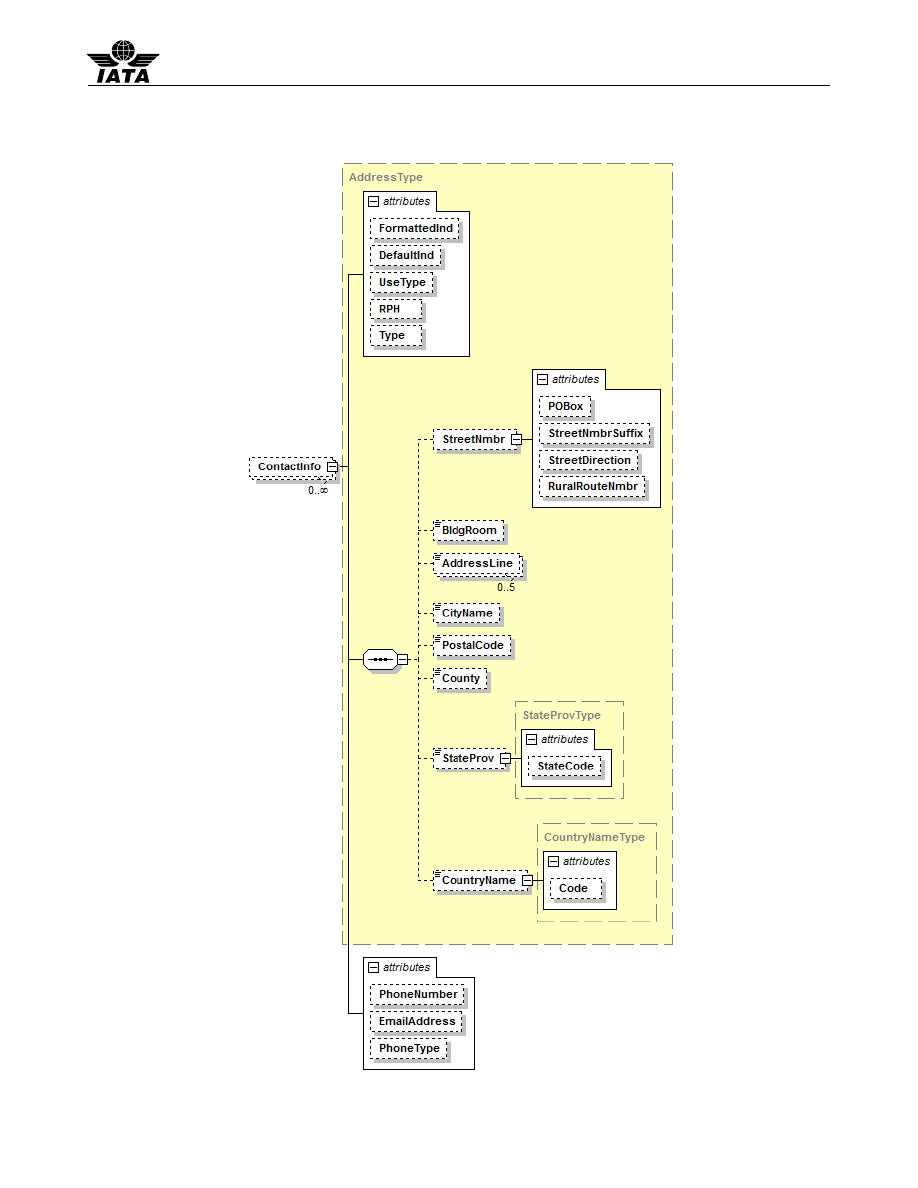 IATA
AddressType
attributes
FormattedInd
DefaultInd
UseType
RPH
Type
attributes
POBox
StreetNmbr
StreetNmbrSuffix
StreetDirection
ContactInfo
RuralRouteNmbr
0..∞
BldgRoom
AddressLine
0..5
CityName
PostalCode
County
StateProvType
attributes
StateProv
StateCode
CountryNameType
attributes
CountryName
Code
attributes
PhoneNumber
EmailAddress
PhoneType